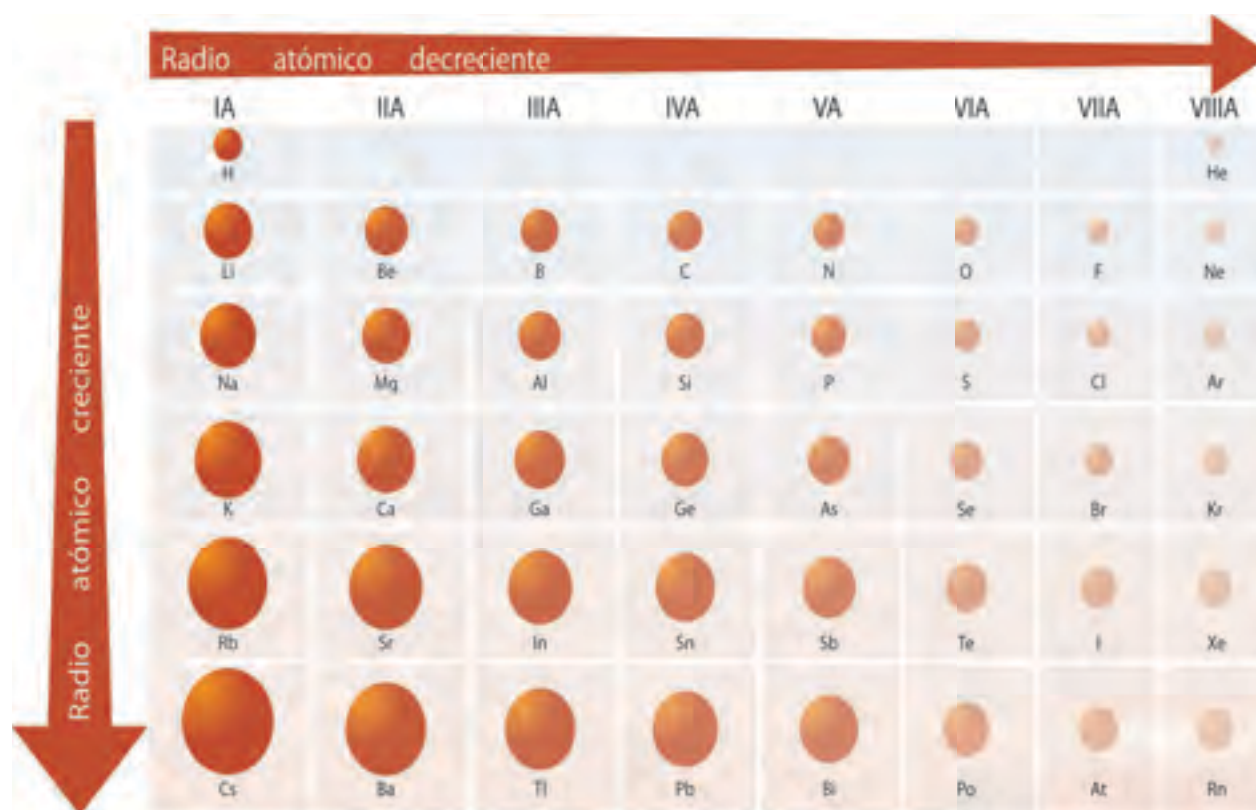 Radio atómico decreciente
Radio atómico creciente
IA IIA IIIA IVA VA VIA VIIA VIIIA
H He
Li Be B C N O F Ne
Na Mg Al Si P S Cl Ar
K Ca Ga Ge As Se Br Kr
Rb Sr In Sn Sb Te I Xe
Cs Ba Tl Pb Bi Po At Rn